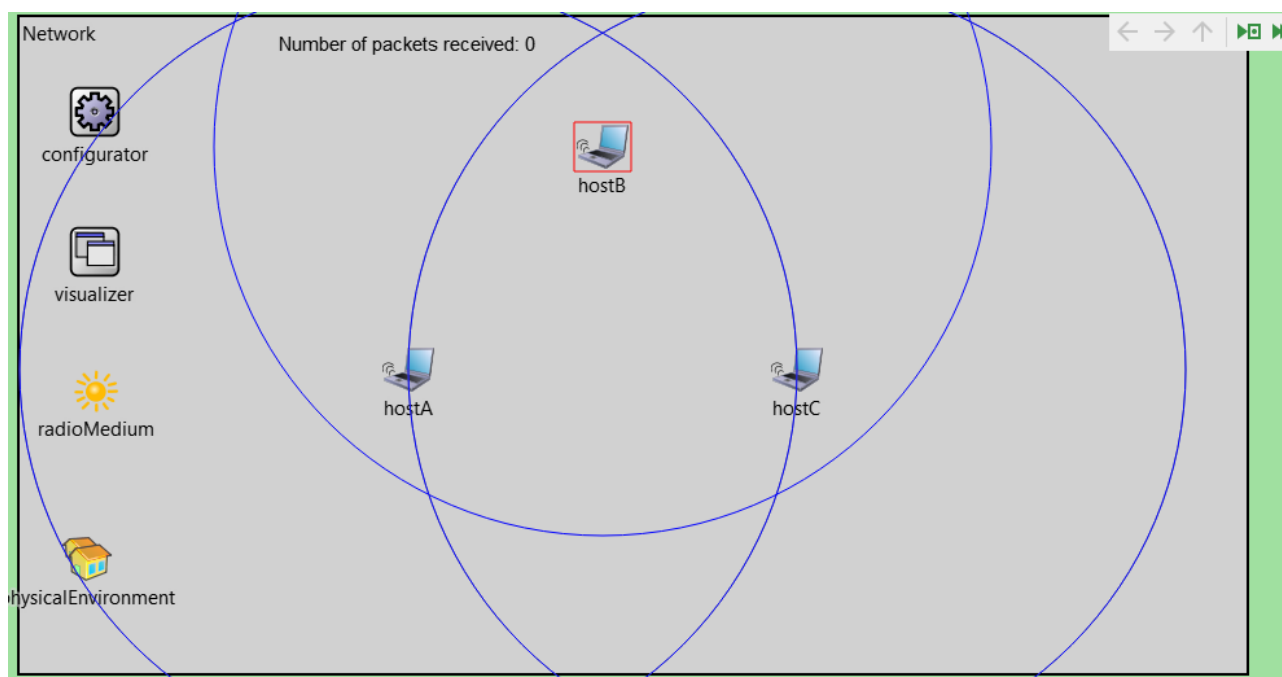 Network
Number of packets received: 0
configurator
hostB
visualizer
hostA
hostC
radioMedium
hysicalEnvironment